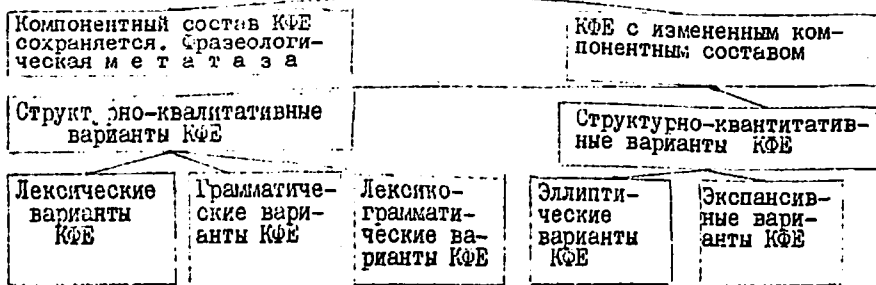 Компонентный состав КФЕ
сохраняется. Фразеологи-
ческая м е т а т а з а
КФЕ с измененным ком-
понентным составом
Структурно-квалитативные
варианты КФЕ
Структурно-квантитатив-
ные варианты КФЕ
Лексические
варианты
КФЕ
Грамматиче-
ские вари-
анты КФЕ
Лексико-
граммати-
ческие ва-
рианты КФЕ
Эллипти-
ческие
варианты
КФЕ
Экспансив-
ные вари-
анты КФЕ